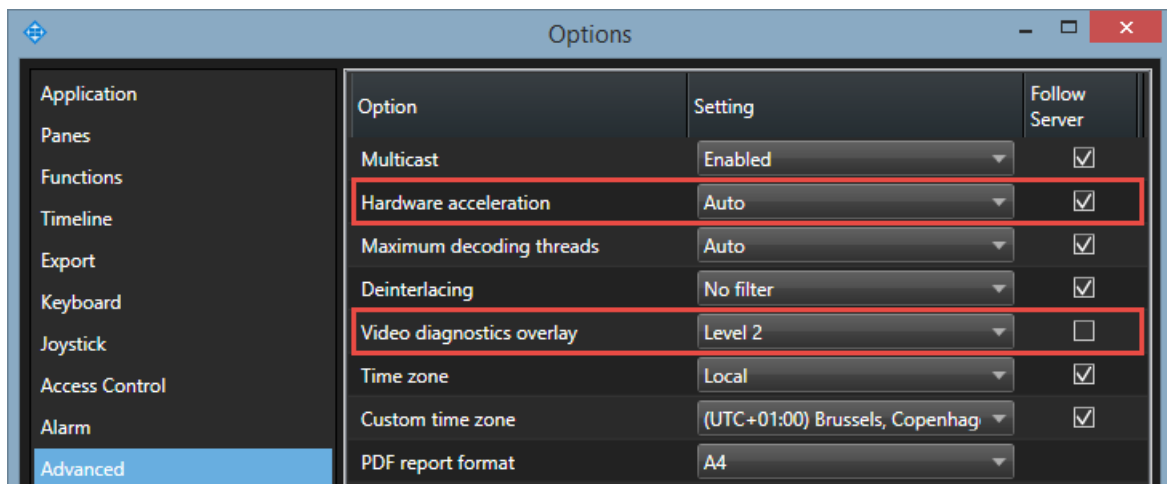 Options
Application
Panes
Functions
Timeline
Export
Keyboard
Joystick
Access Control
Alarm
Advanced
Option Setting Follow
Server
Multicast Enabled
Hardware acceleration Auto
Maximum decoding threads Auto
Deinterlacing No filter
Video diagnostics overlay Level 2
Time zone Local
Custom time zone (UTC+01:00) Brussels, Copenhag
PDF report format A4